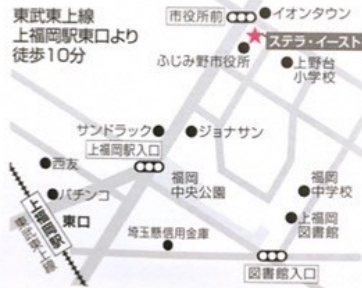 東武東上線
上福岡駅東口より
徒歩10分
市役所前
イオンタウン
ステラ・イースト
ふじみ野市役所
上野台
小学校
サンドラック
ジョナサン
上福岡駅入口
西友
福岡
中央公園
福岡
中学校
パチンコ
東口
上福岡駅
東武東上線
上福岡
図書館
埼玉懸信用金庫
図書館入口